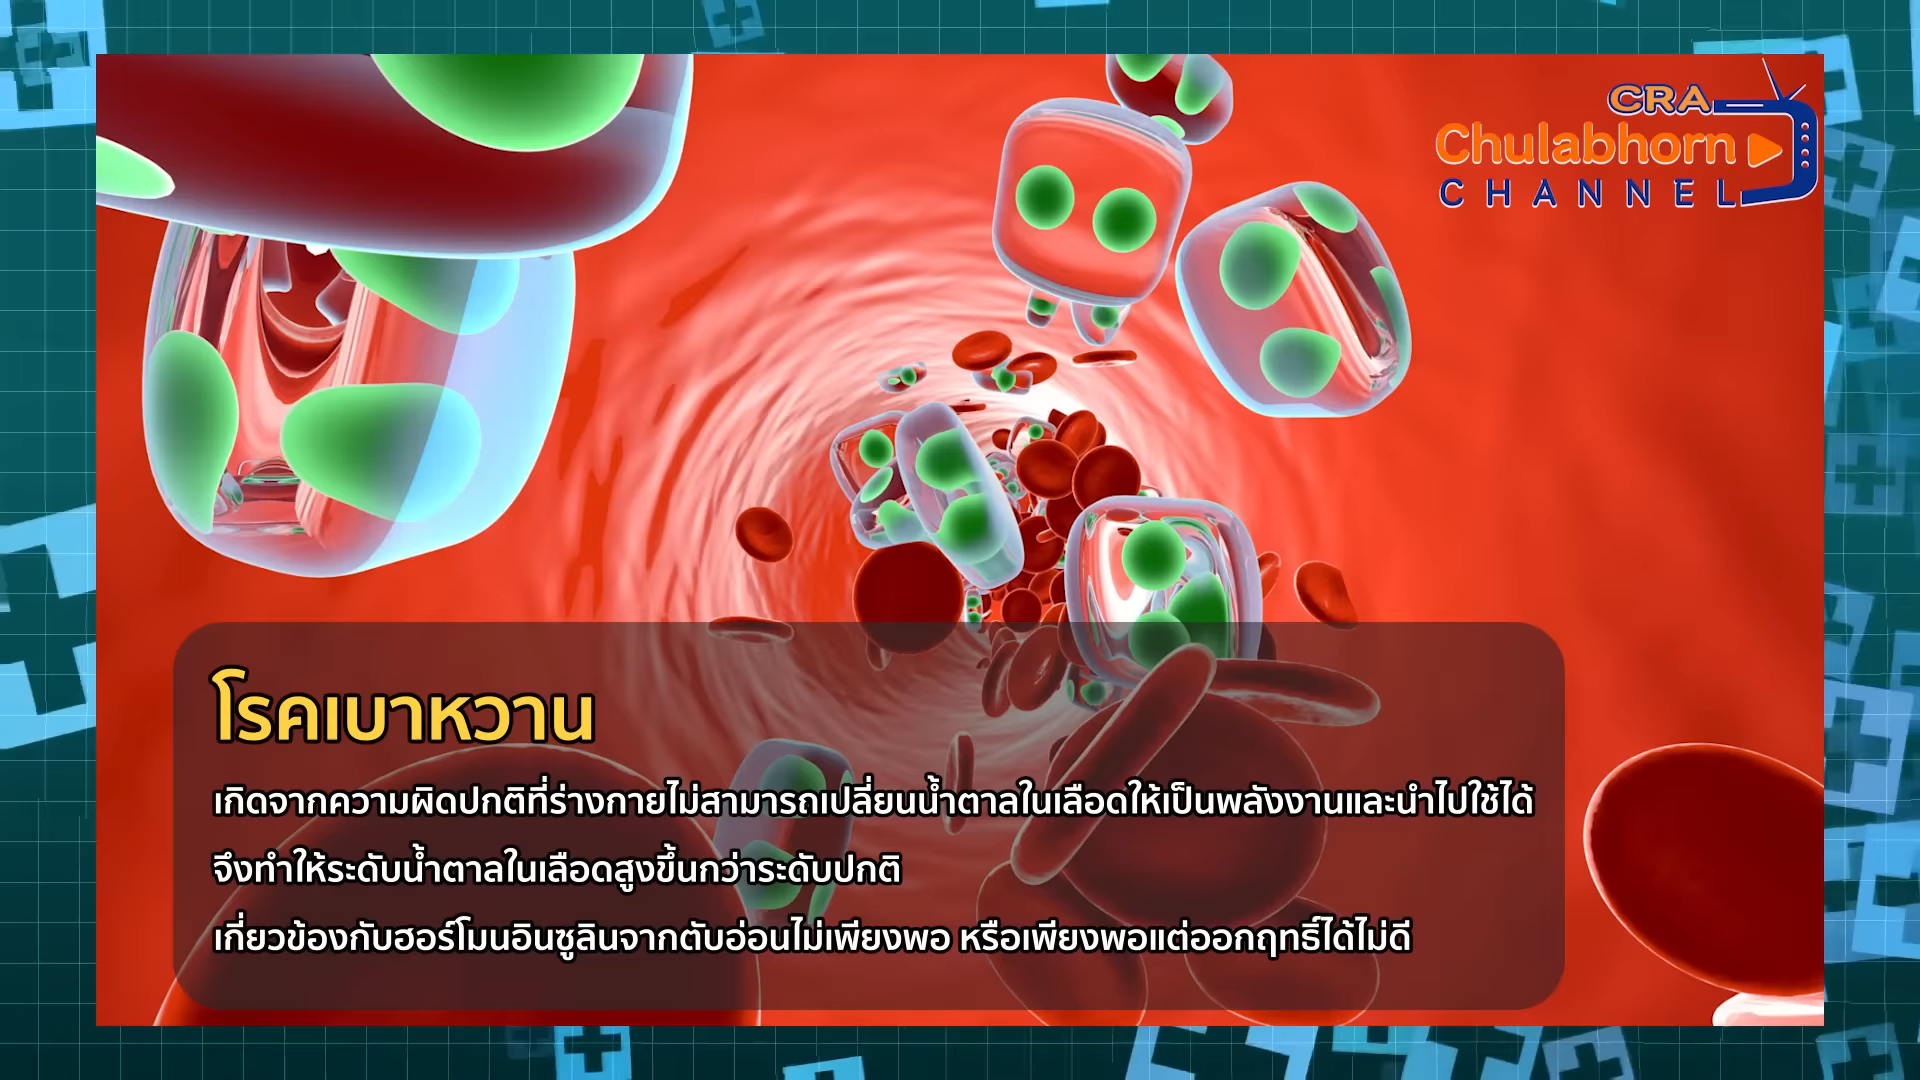 CRA
Chulabhorn
CHANNEL
โรคเบาหวาน
เกิดจากความผิดปกติที่ร่างกายไม่สามารถเปลี่ยนน้ำตาลในเลือดให้เป็นพลังงานและนำไปใช้ได้
จึงทำให้ระดับน้ำตาลในเลือดสูงขึ้นกว่าระดับปกติ
เกี่ยวข้องกับฮอร์โมนอินซูลินจากตับอ่อนไม่เพียงพอ หรือเพียงพอแต่ออกฤทธิ์ได้ไม่ดี